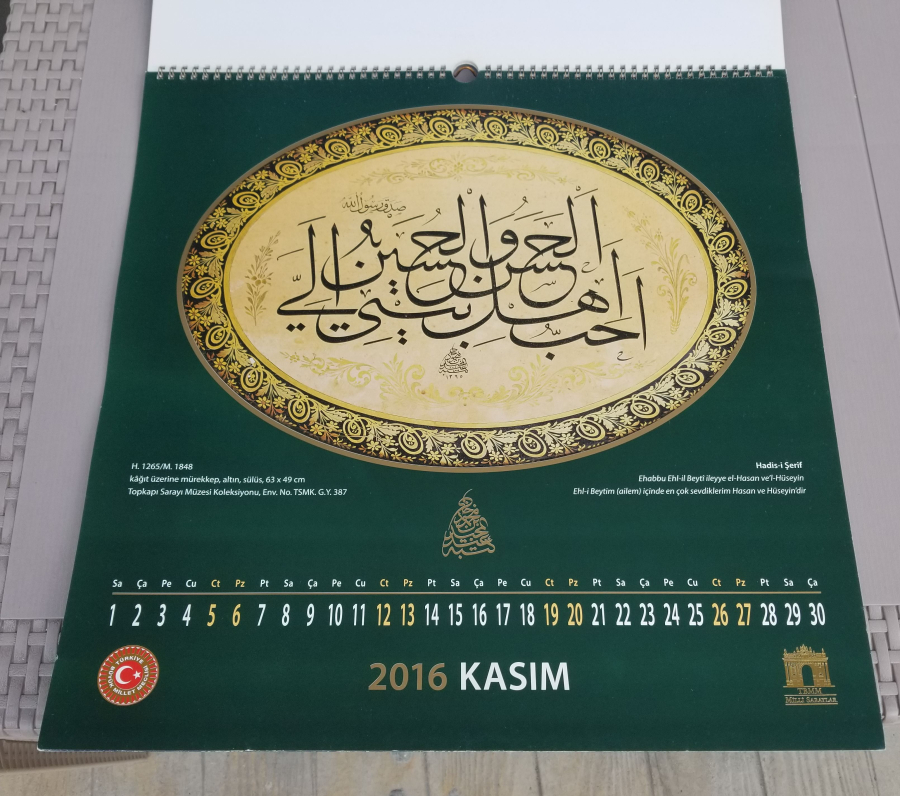 صدق رسول الله
الحسن والحسين
احب اهل بيتي الي
H. 1265/M. 1848
kâğıt üzerine mürekkep, altın, sülüs, 63 x 49 cm
Topkapı Sarayı Müzesi Koleksiyonu, Env. No. TSMK. G.Y. 387
Hadis-i Şerif
Ehabbu Ehl-il Beytî ileyye el-Hasan ve'l-Hüseyin
Ehl-i Beytim (ailem) içinde en çok sevdiklerim Hasan ve Hüseyin'dir
Sa Ça Pe Cu Ct Pz Pt Sa Ça Pe Cu Ct Pz Pt Sa Ça Pe Cu Ct Pz Pt Sa Ça Pe Cu Ct Pz Pt Sa Ça
1 2 3 4 5 6 7 8 9 10 11 12 13 14 15 16 17 18 19 20 21 22 23 24 25 26 27 28 29 30
TÜRKİYE BÜYÜK MİLLET MECLİSİ
2016 KASIM
TBMM
MİLLÎ SARAYLAR